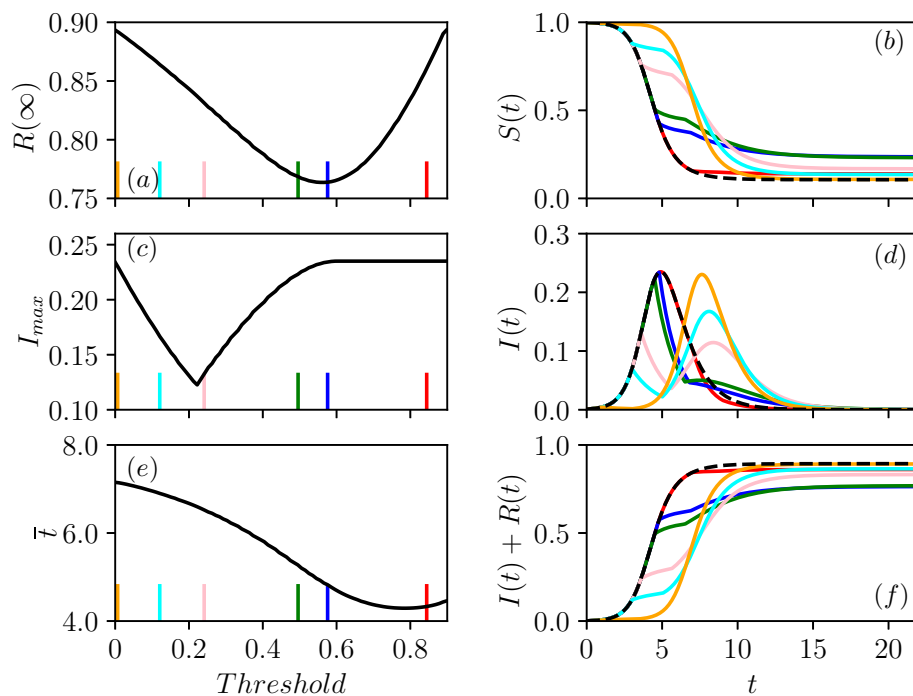 0.90
0.85
0.80
0.75
R(∞)
(a)
1.0
0.5
0.0
S(t)
(b)
0.25
0.20
0.15
0.10
I_{max}
(c)
0.3
0.2
0.1
0.0
I(t)
(d)
8.0
6.0
4.0
t̄
(e)
0 0.2 0.4 0.6 0.8
Threshold
1.0
0.5
0.0
I(t) + R(t)
(f)
0 5 10 15 20
t